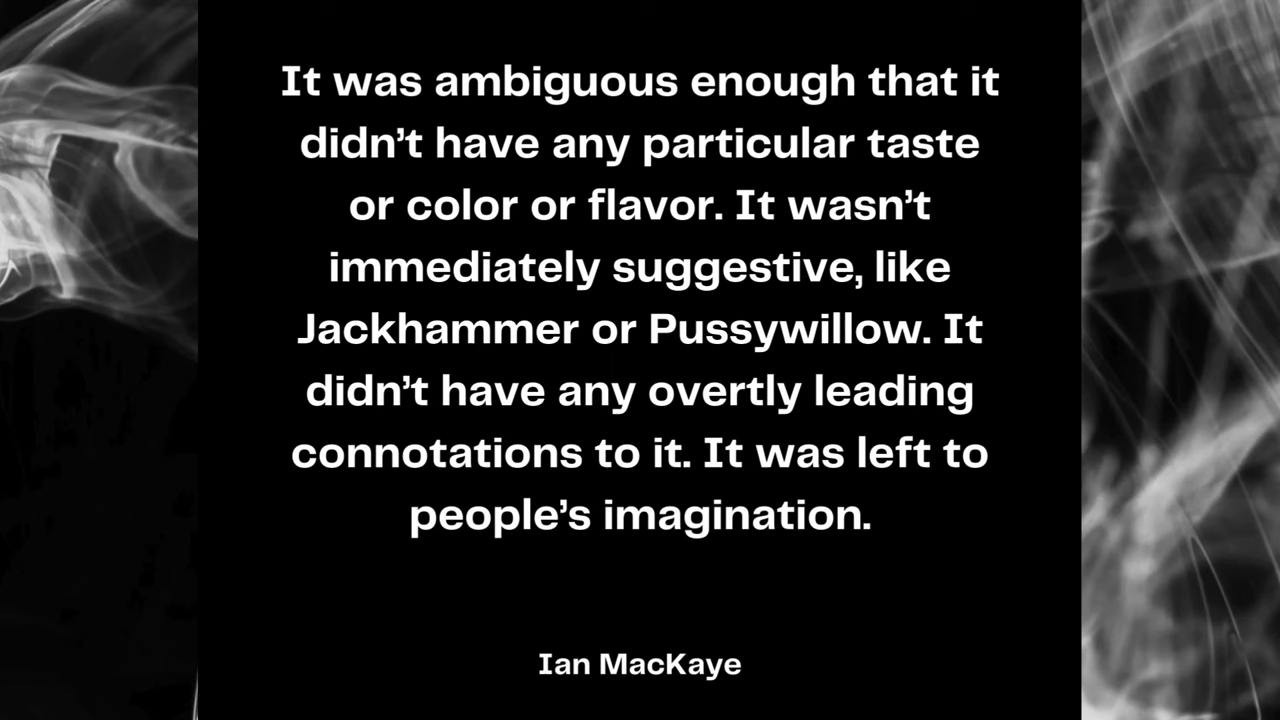 It was ambiguous enough that it
didn’t have any particular taste
or color or flavor. It wasn’t
immediately suggestive, like
Jackhammer or Pussywillow. It
didn’t have any overtly leading
connotations to it. It was left to
people’s imagination.
Ian MacKaye